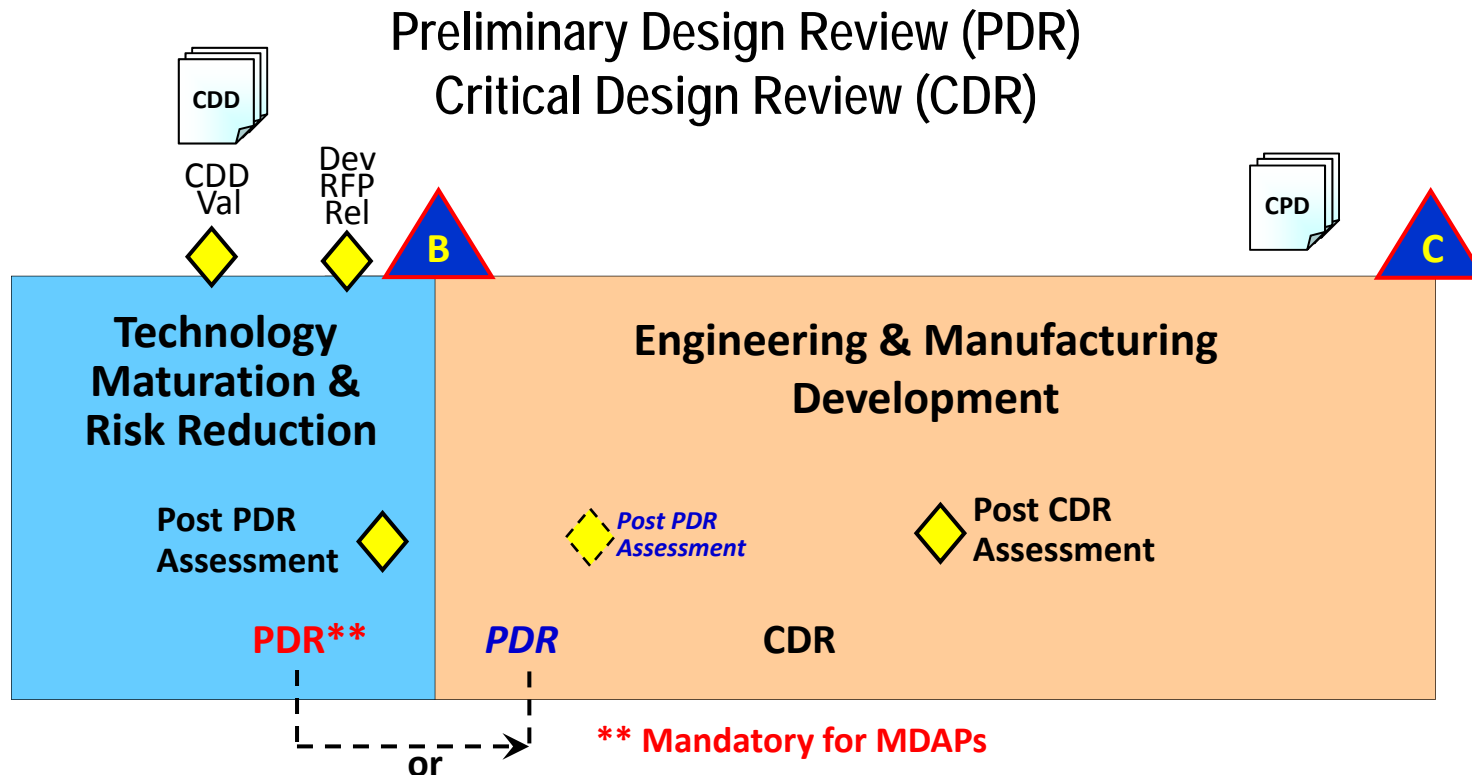 Preliminary Design Review (PDR)
Critical Design Review (CDR)
CDD
CDD
Val
Dev
RFP
Rel
B
CPD
C
Technology
Maturation &
Risk Reduction
Engineering & Manufacturing
Development
Post PDR
Assessment
Post PDR
Assessment
Post CDR
Assessment
PDR**
PDR
CDR
or
** Mandatory for MDAPs